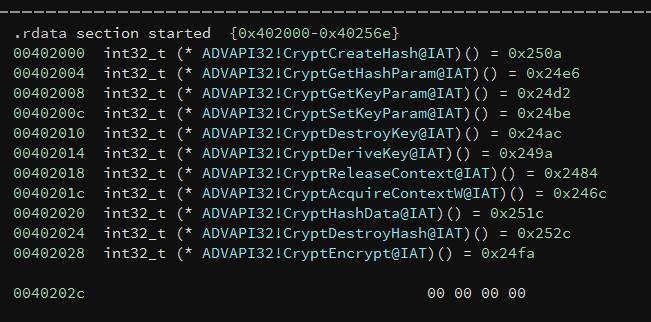 .rdata section started  {0x402000-0x40256e}
00402000  int32_t (* ADVAPI32!CryptCreateHash@IAT)() = 0x250a
00402004  int32_t (* ADVAPI32!CryptGetHashParam@IAT)() = 0x24e6
00402008  int32_t (* ADVAPI32!CryptGetKeyParam@IAT)() = 0x24d2
0040200c  int32_t (* ADVAPI32!CryptSetKeyParam@IAT)() = 0x24be
00402010  int32_t (* ADVAPI32!CryptDestroyKey@IAT)() = 0x24ac
00402014  int32_t (* ADVAPI32!CryptDeriveKey@IAT)() = 0x249a
00402018  int32_t (* ADVAPI32!CryptReleaseContext@IAT)() = 0x2484
0040201c  int32_t (* ADVAPI32!CryptAcquireContextW@IAT)() = 0x246c
00402020  int32_t (* ADVAPI32!CryptHashData@IAT)() = 0x251c
00402024  int32_t (* ADVAPI32!CryptDestroyHash@IAT)() = 0x252c
00402028  int32_t (* ADVAPI32!CryptEncrypt@IAT)() = 0x24fa
0040202c  00 00 00 00